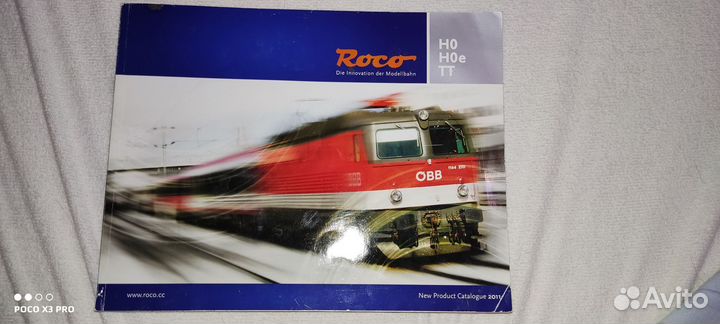 Roco
Die Innovation der Modellbahn
H0
H0e
TT
ÖBB
www.roco.cc
New Product Catalogue 2011
POCO X3 PRO
Avito